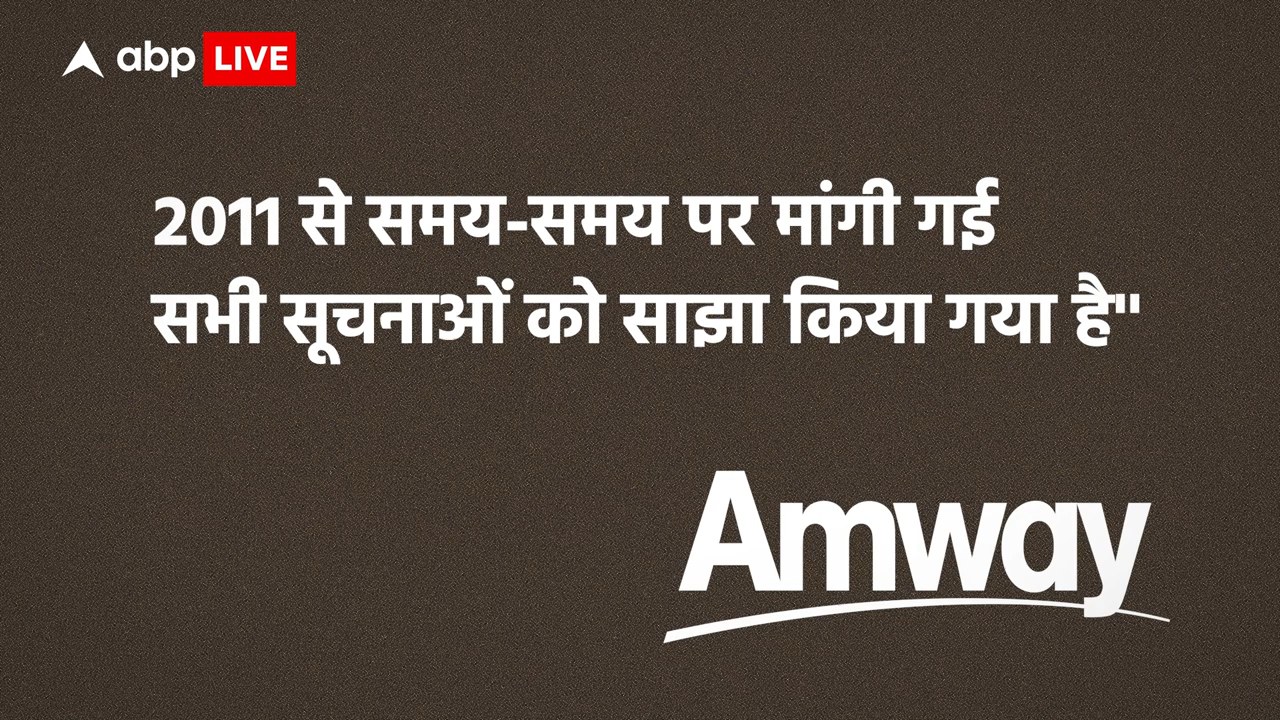 abp LIVE
2011 से समय-समय पर मांगी गई
सभी सूचनाओं को साझा किया गया है"
Amway